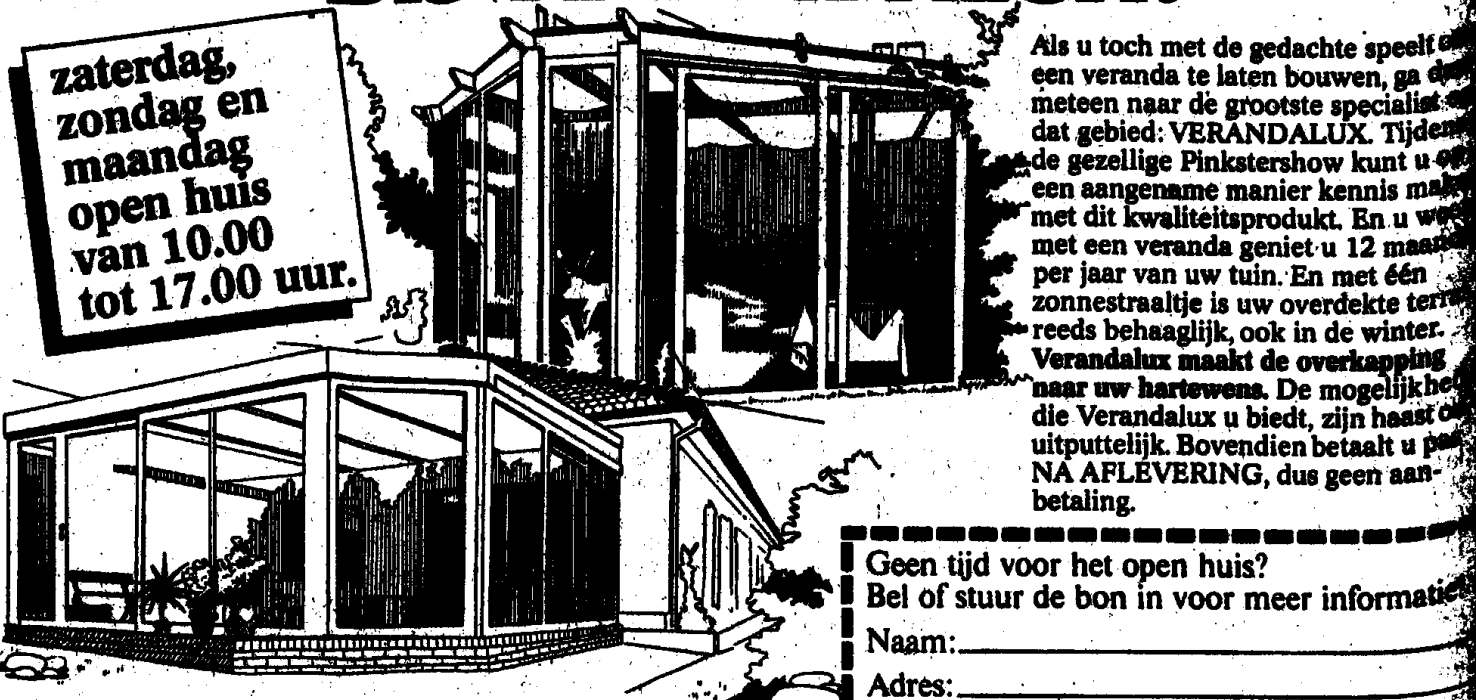 zaterdag,
zondag en
maandag
open huis
van 10.00
tot 17.00 uur.
Als u toch met de gedachte speelt
een veranda te laten bouwen, ga
meteen naar de grootste specialist
dat gebied: VERANDALUX. Tijdens
de gezellige Pinkstershow kunt u
een aangename manier kennis
met dit kwaliteitsprodukt. En u
met een veranda geniet u 12
per jaar van uw tuin. En met één
zonnestraaltje is uw overdekte
reeds behaaglijk, ook in de winter.
Verandalux maakt de overkapping
naar uw hartewens. De
die Verandalux u biedt, zijn haast
uitputtelijk. Bovendien betaalt u
NA AFLEVERING, dus geen aan-
betaling.
Geen tijd voor het open huis?
Bel of stuur de bon in voor meer informatie
Naam:
Adres: